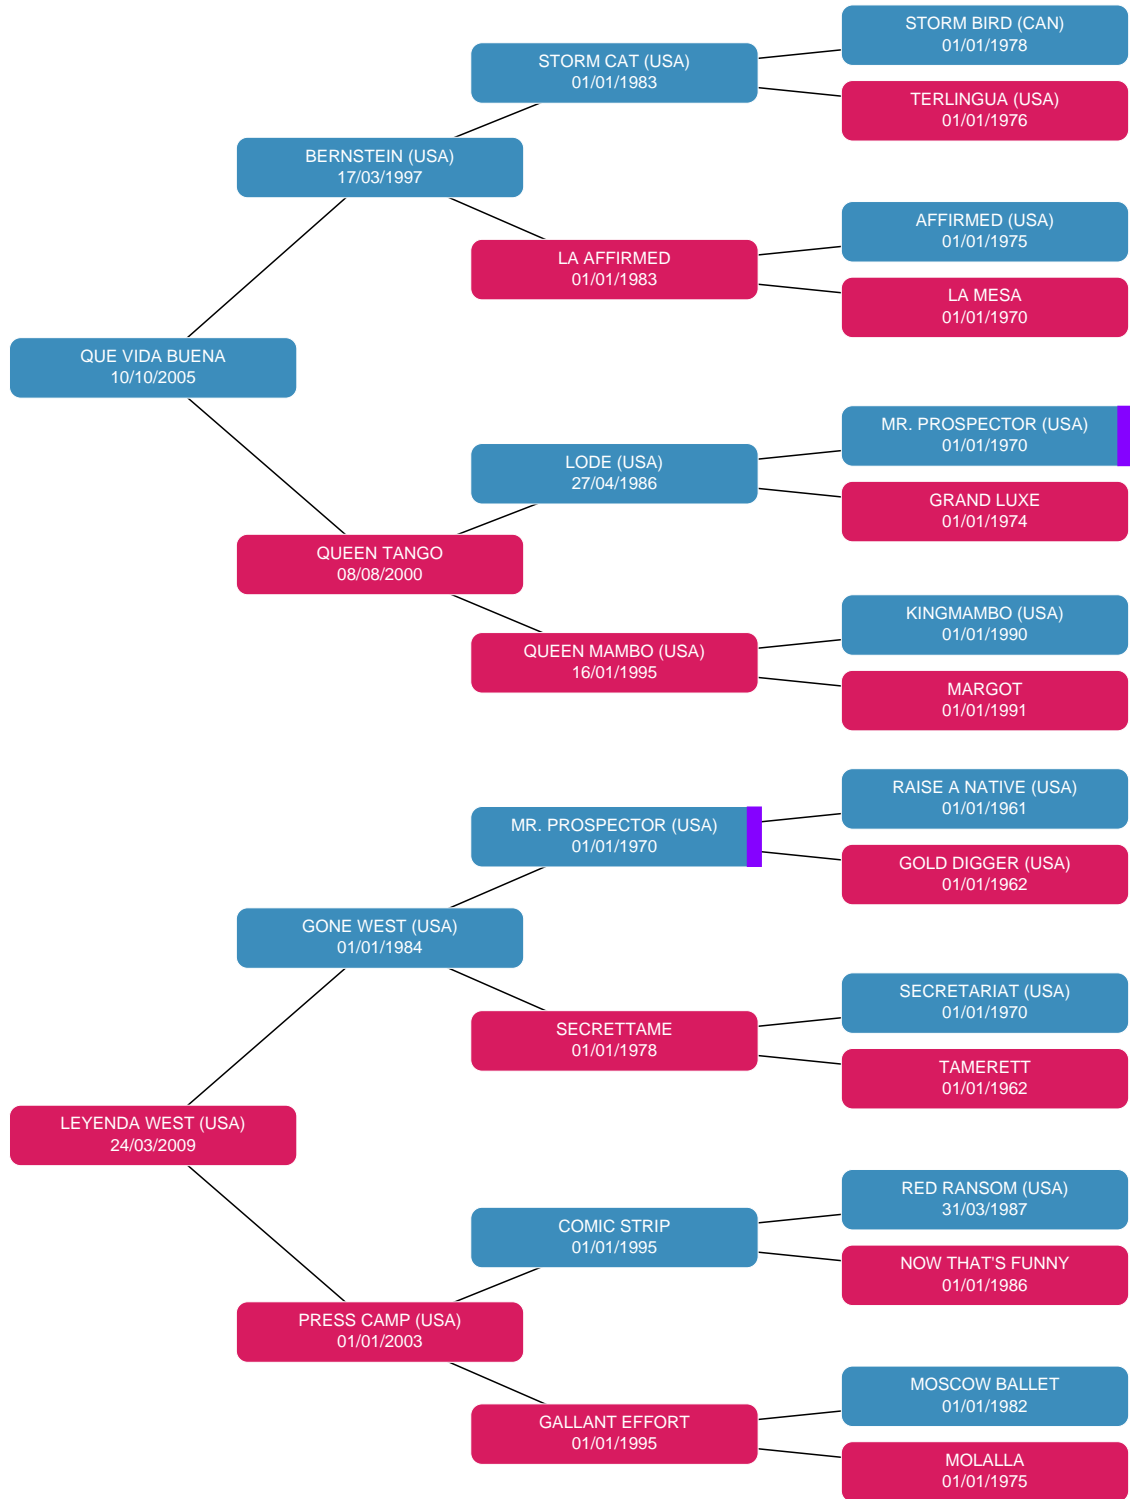 STORM BIRD (CAN)
01/01/1978
STORM CAT (USA)
01/01/1983
TERLINGUA (USA)
01/01/1976
BERNSTEIN (USA)
17/03/1997
AFFIRMED (USA)
01/01/1975
LA AFFIRMED
01/01/1983
LA MESA
01/01/1970
QUE VIDA BUENA
10/10/2005
MR. PROSPECTOR (USA)
01/01/1970
LODE (USA)
27/04/1986
GRAND LUXE
01/01/1974
QUEEN TANGO
08/08/2000
KINGMAMBO (USA)
01/01/1990
QUEEN MAMBO (USA)
16/01/1995
MARGOT
01/01/1991
RAISE A NATIVE (USA)
01/01/1961
MR. PROSPECTOR (USA)
01/01/1970
GOLD DIGGER (USA)
01/01/1962
GONE WEST (USA)
01/01/1984
SECRETARIAT (USA)
01/01/1970
SECRETTAME
01/01/1978
TAMERETT
01/01/1962
LEYENDA WEST (USA)
24/03/2009
RED RANSOM (USA)
31/03/1987
COMIC STRIP
01/01/1995
NOW THAT'S FUNNY
01/01/1986
PRESS CAMP (USA)
01/01/2003
MOSCOW BALLET
01/01/1982
GALLANT EFFORT
01/01/1995
MOLALLA
01/01/1975